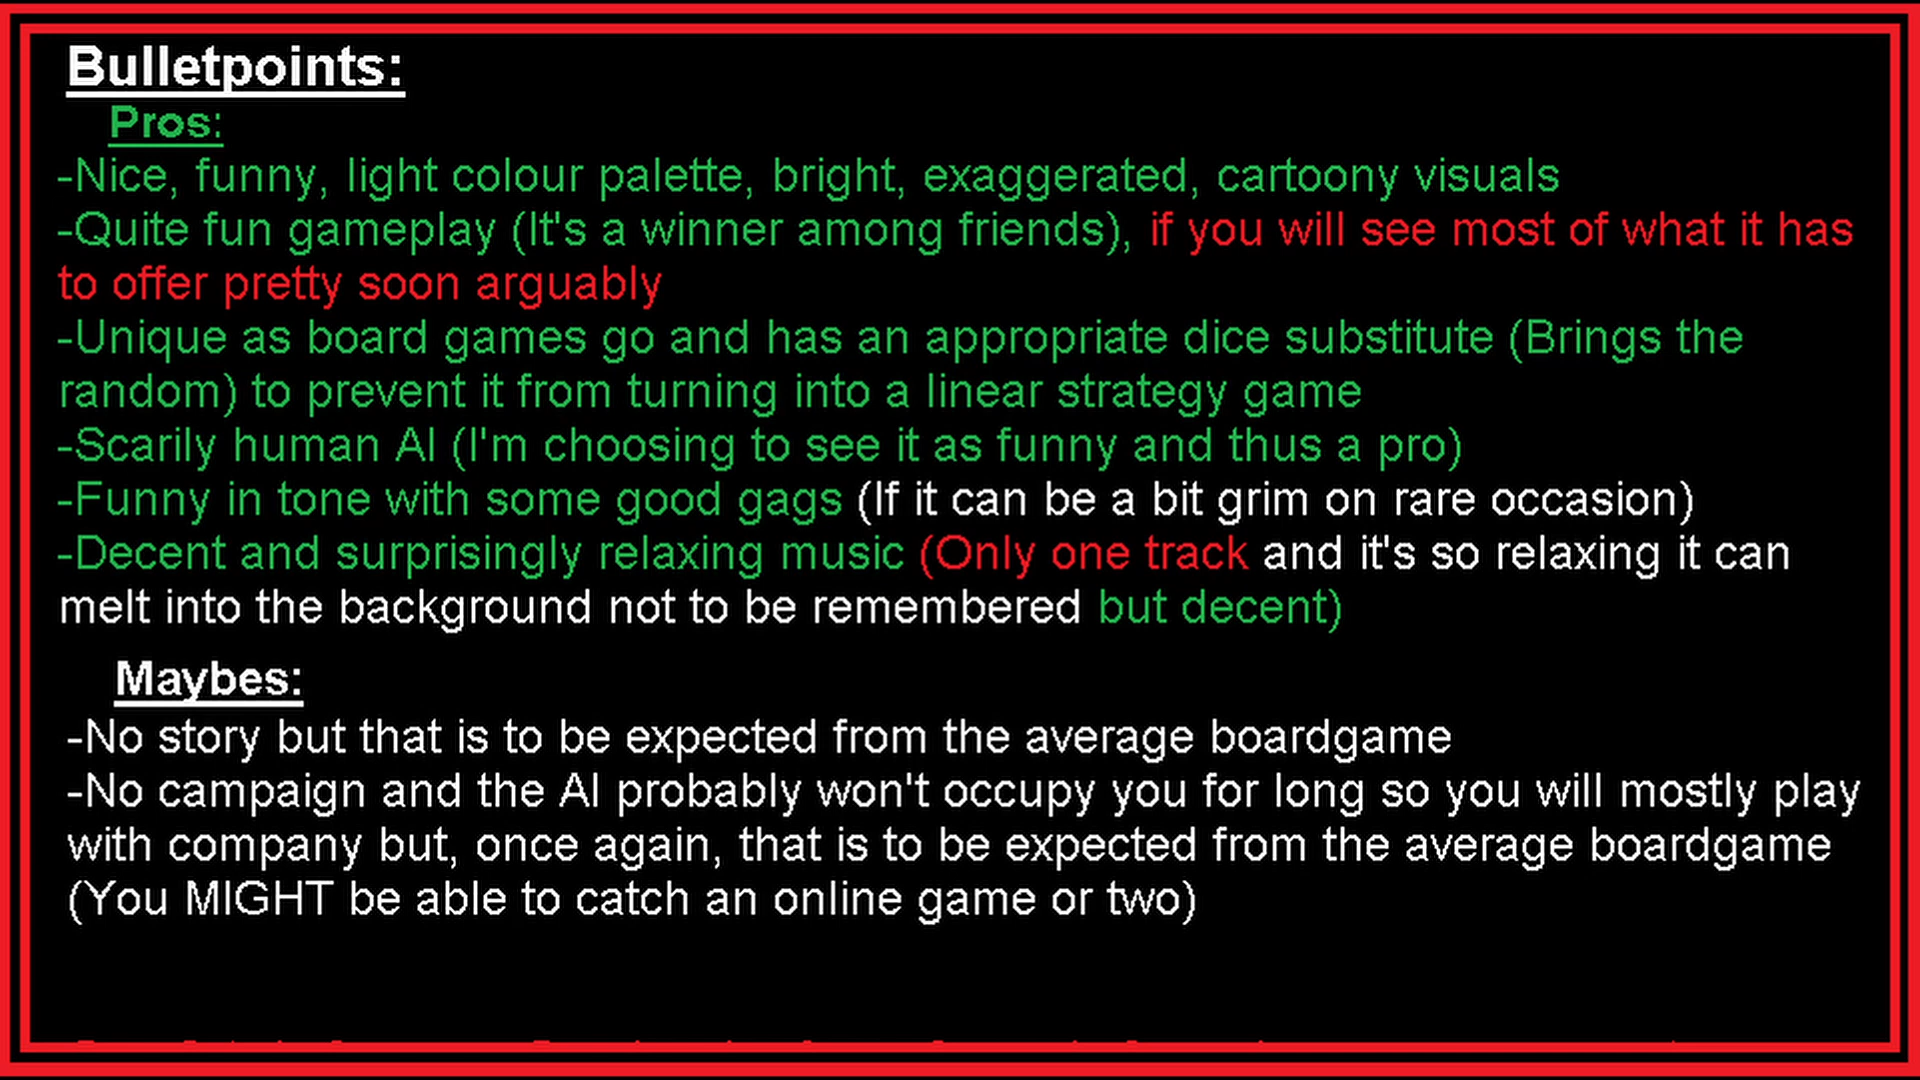 Bulletpoints:
Pros:
-Nice, funny, light colour palette, bright, exaggerated, cartoony visuals
-Quite fun gameplay (It's a winner among friends), if you will see most of what it has
to offer pretty soon arguably
-Unique as board games go and has an appropriate dice substitute (Brings the
random) to prevent it from turning into a linear strategy game
-Scarily human AI (I'm choosing to see it as funny and thus a pro)
-Funny in tone with some good gags (If it can be a bit grim on rare occasion)
-Decent and surprisingly relaxing music (Only one track and it's so relaxing it can
melt into the background not to be remembered but decent)
Maybes:
-No story but that is to be expected from the average boardgame
-No campaign and the AI probably won't occupy you for long so you will mostly play
with company but, once again, that is to be expected from the average boardgame
(You MIGHT be able to catch an online game or two)